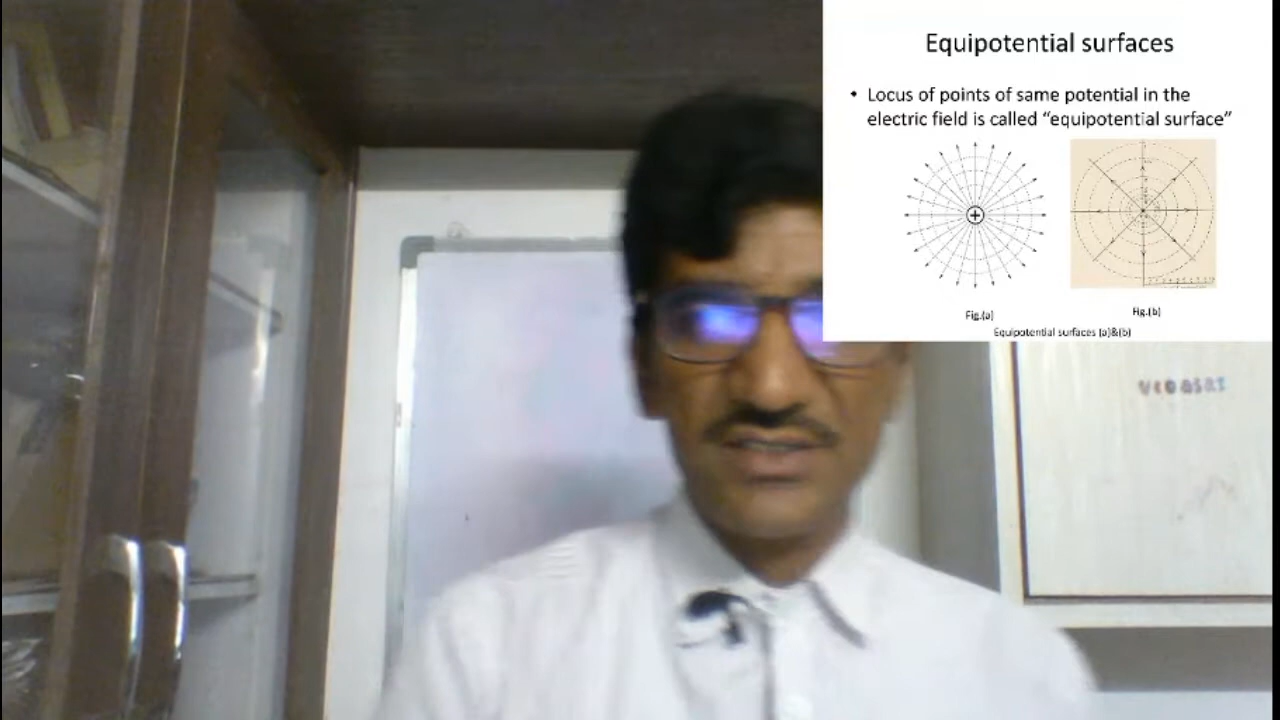 Equipotential surfaces
• Locus of points of same potential in the
electric field is called “equipotential surface”
+
Fig.(a)
Fig.(b)
Equipotential surfaces (a)&(b)